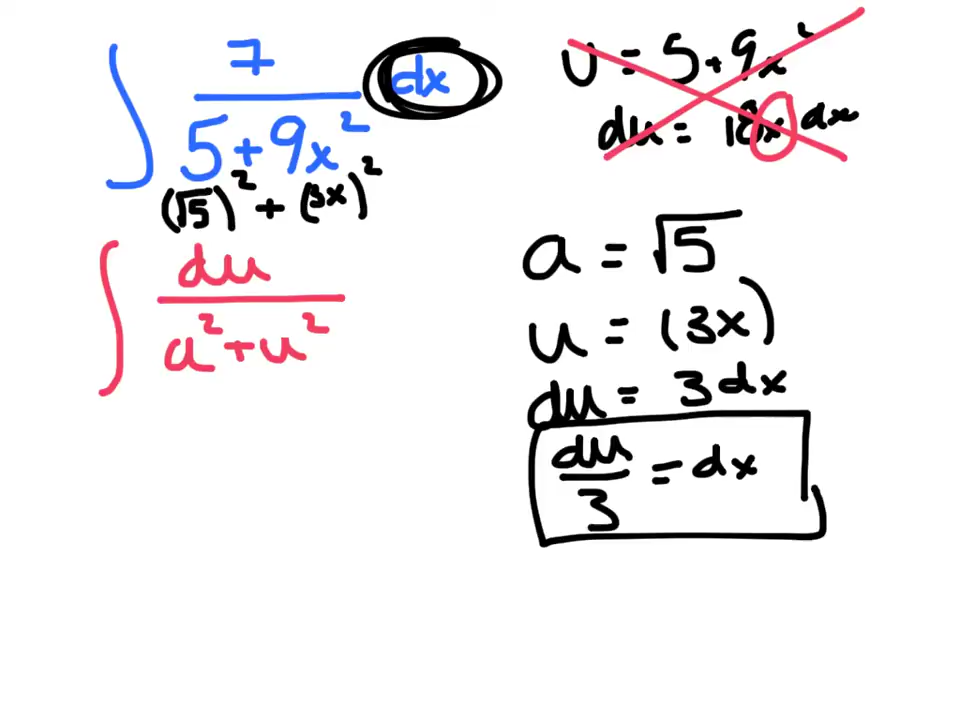 ∫ 7/(5+9x²) dx
(√5)² + (3x)²
∫ du/(a²+u²)
u = 5+9x²
du = 18x dx
a = √5
u = (3x)
du = 3dx
du/3 = dx